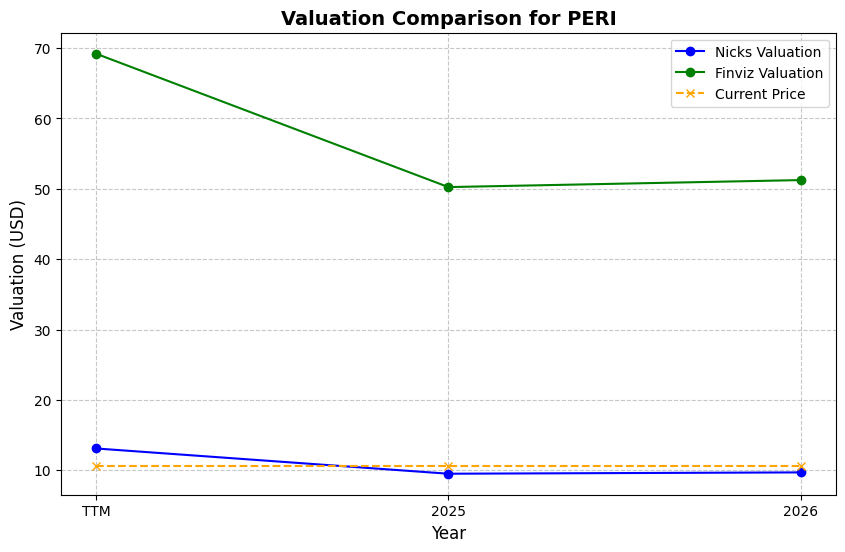 Valuation Comparison for PERI
Nicks Valuation
Finviz Valuation
Current Price
Valuation (USD)
70
60
50
40
30
20
10
TTM
2025
2026
Year